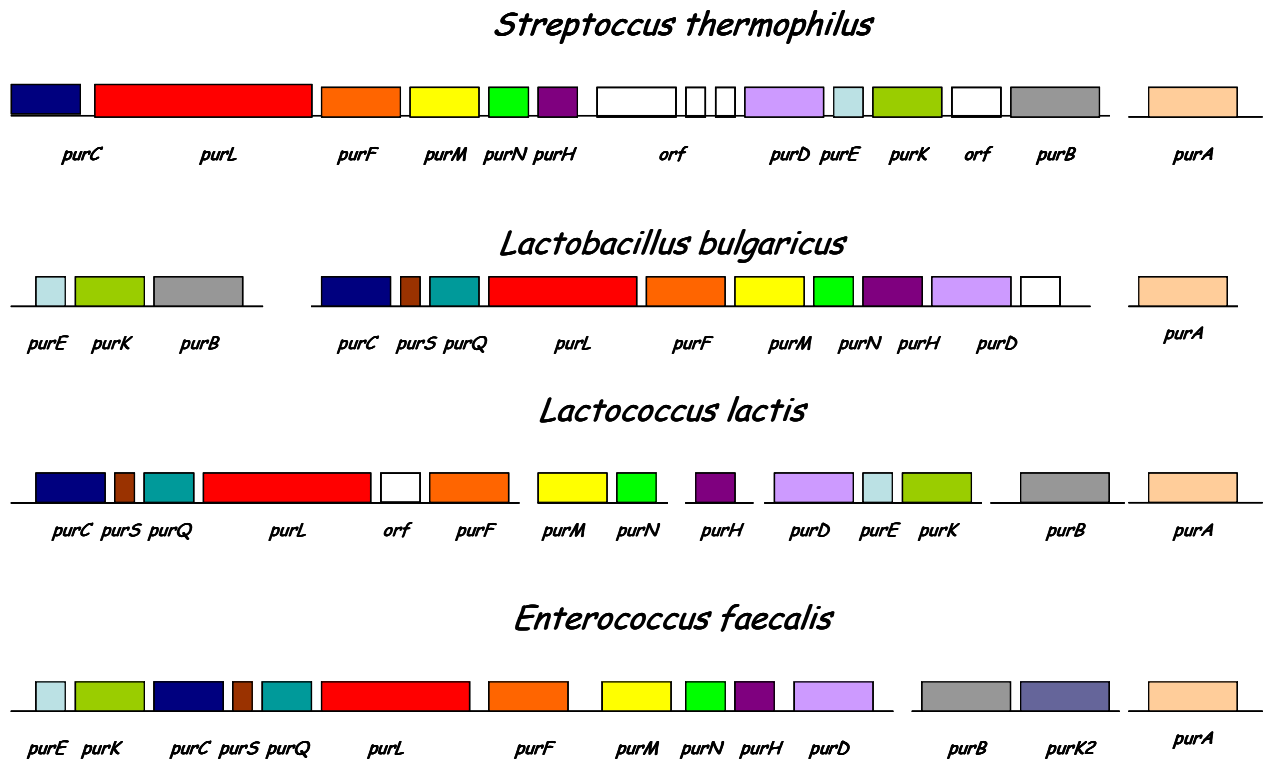 Streptoccus thermophilus
purC purL purF purM purN purH orf purD purE purK orf purB purA
Lactobacillus bulgaricus
purE purK purB purC purS purQ purL purF purM purN purH purD purA
Lactococcus lactis
purC purS purQ purL orf purF purM purN purH purD purE purK purB purA
Enterococcus faecalis
purE purK purC purS purQ purL purF purM purN purH purD purB purK2 purA